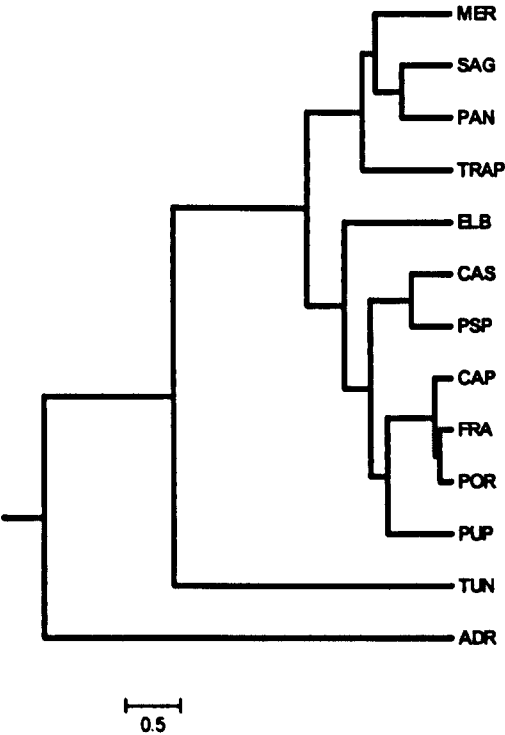 MER
SAG
PAN
TRAP
ELB
CAS
PSP
CAP
FRA
POR
PUP
TUN
ADR
0.5